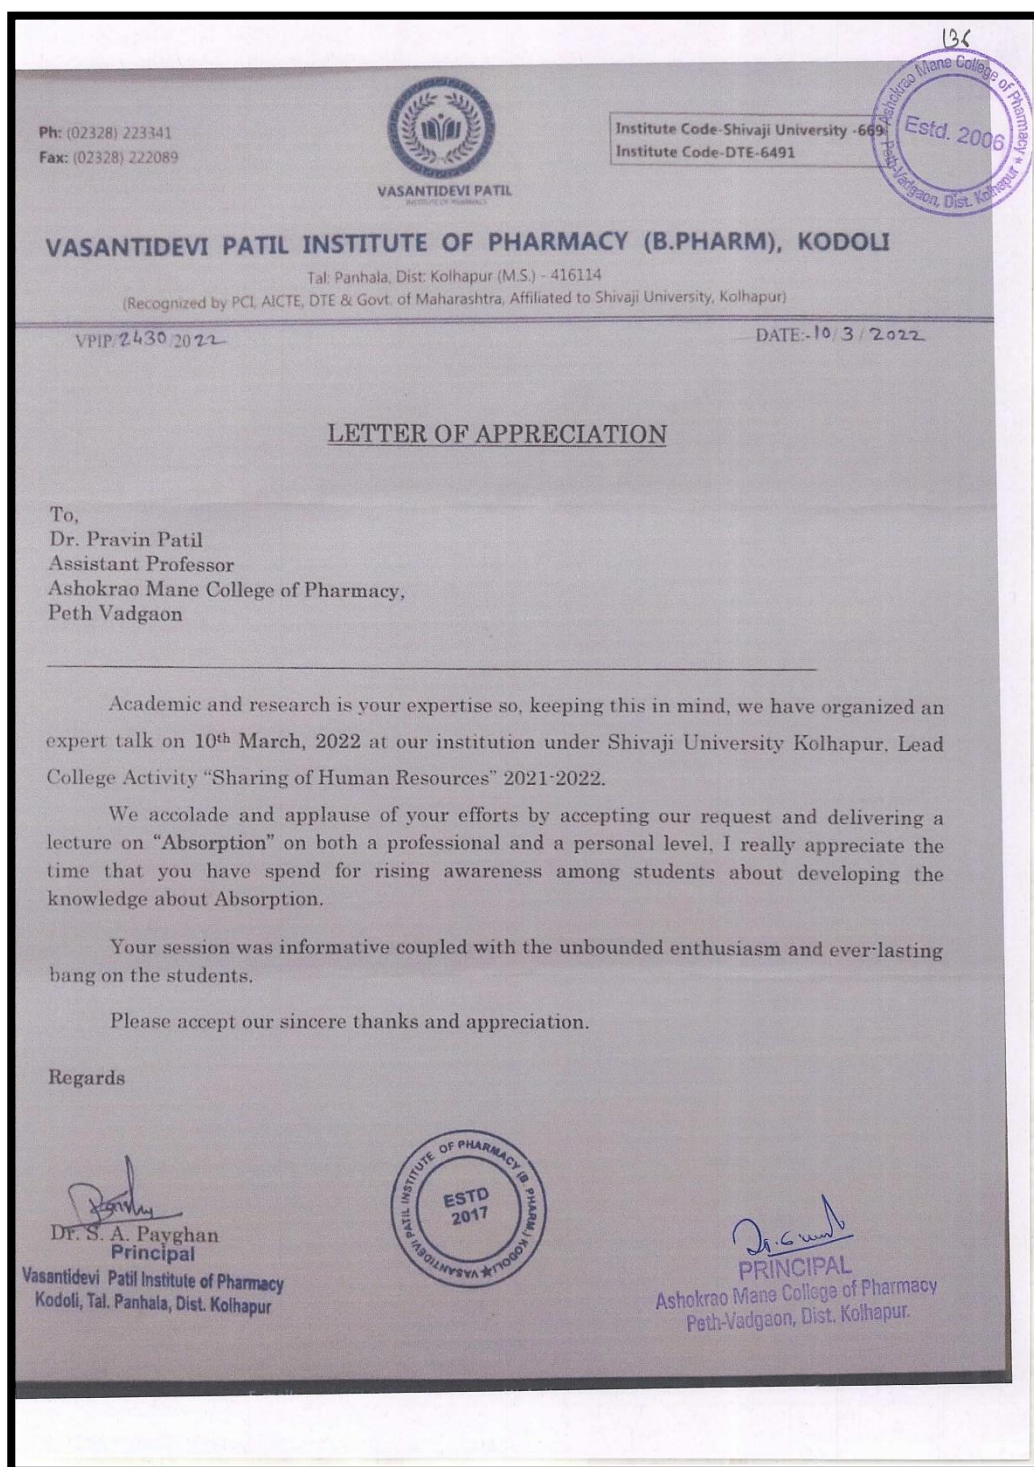 136
Ashokrao Mane College of Pharmacy
★ Peth-Vadgaon, Dist. Kolhapur ★
Estd. 2006
Ph: (02328) 223341
Fax: (02328) 222089
VASANTIDEVI PATIL
INSTITUTE OF PHARMACY
Institute Code-Shivaji University -669
Institute Code-DTE-6491
VASANTIDEVI PATIL INSTITUTE OF PHARMACY (B.PHARM), KODOLI
Tal: Panhala, Dist: Kolhapur (M.S.) - 416114
(Recognized by PCI, AICTE, DTE & Govt. of Maharashtra, Affiliated to Shivaji University, Kolhapur)
VPIP/2430/2022
DATE:-10/3/2022
LETTER OF APPRECIATION
To,
Dr. Pravin Patil
Assistant Professor
Ashokrao Mane College of Pharmacy,
Peth Vadgaon
Academic and research is your expertise so, keeping this in mind, we have organized an
expert talk on 10th March, 2022 at our institution under Shivaji University Kolhapur, Lead
College Activity “Sharing of Human Resources” 2021-2022.
We accolade and applause of your efforts by accepting our request and delivering a
lecture on “Absorption” on both a professional and a personal level, I really appreciate the
time that you have spend for rising awareness among students about developing the
knowledge about Absorption.
Your session was informative coupled with the unbounded enthusiasm and ever-lasting
bang on the students.
Please accept our sincere thanks and appreciation.
Regards
Dr. S. A. Payghan
Principal
Vasantidevi Patil Institute of Pharmacy
Kodoli, Tal. Panhala, Dist. Kolhapur
VASANTIDEVI PATIL INSTITUTE OF PHARMACY (B. PHARM.) KODOLI ★
ESTD
2017
PRINCIPAL
Ashokrao Mane College of Pharmacy
Peth-Vadgaon, Dist. Kolhapur.